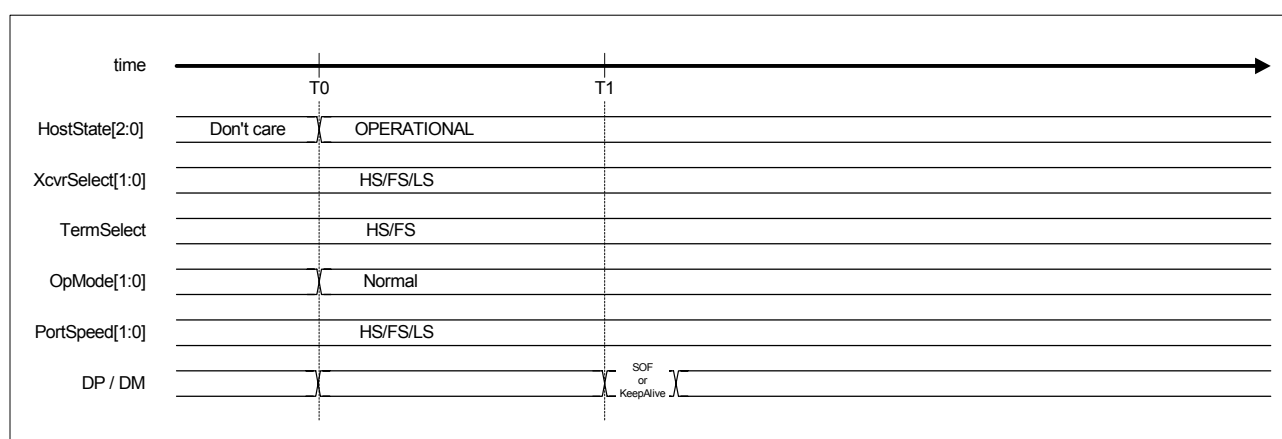 time
T0 T1
HostState[2:0] Don't care OPERATIONAL
XcvrSelect[1:0] HS/FS/LS
TermSelect HS/FS
OpMode[1:0] Normal
PortSpeed[1:0] HS/FS/LS
DP / DM SOF
or
KeepAlive